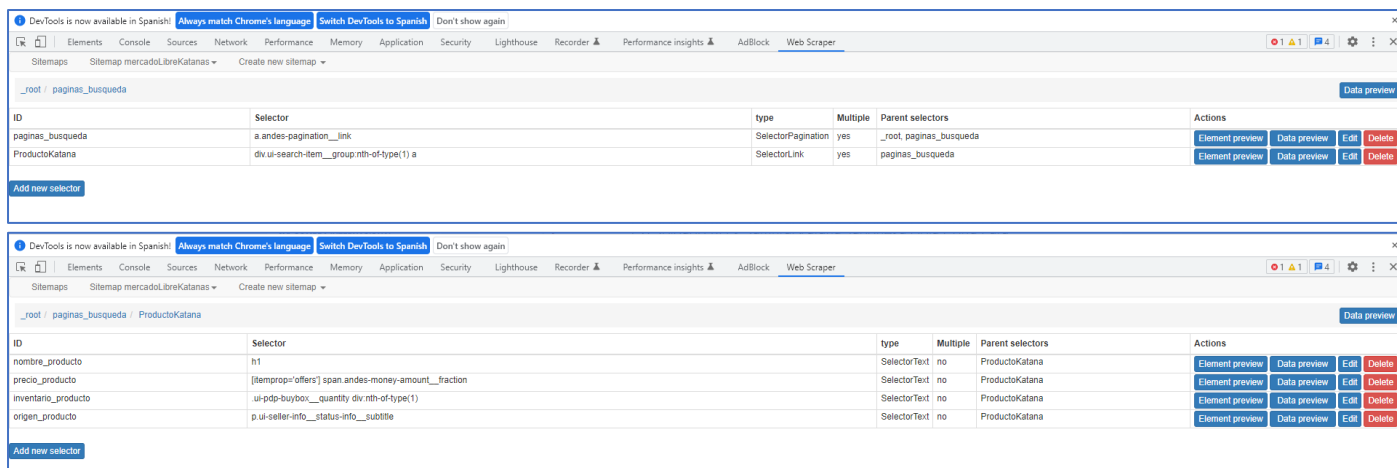 DevTools is now available in Spanish! Always match Chrome's language Switch DevTools to Spanish Don't show again ×
Elements Console Sources Network Performance Memory Application Security Lighthouse Recorder Performance insights AdBlock Web Scraper 1 1 4
Sitemaps Sitemap mercadoLibreKatanas Create new sitemap
_root / paginas_busqueda Data preview
ID Selector type Multiple Parent selectors Actions
paginas_busqueda a.andes-pagination__link SelectorPagination yes _root, paginas_busqueda Element preview Data preview Edit Delete
ProductoKatana div.ui-search-item__group:nth-of-type(1) a SelectorLink yes paginas_busqueda Element preview Data preview Edit Delete
Add new selector
DevTools is now available in Spanish! Always match Chrome's language Switch DevTools to Spanish Don't show again ×
Elements Console Sources Network Performance Memory Application Security Lighthouse Recorder Performance insights AdBlock Web Scraper 1 1 4
Sitemaps Sitemap mercadoLibreKatanas Create new sitemap
_root / paginas_busqueda / ProductoKatana Data preview
ID Selector type Multiple Parent selectors Actions
nombre_producto h1 SelectorText no ProductoKatana Element preview Data preview Edit Delete
precio_producto [itemprop='offers'] span.andes-money-amount__fraction SelectorText no ProductoKatana Element preview Data preview Edit Delete
inventario_producto .ui-pdp-buybox__quantity div:nth-of-type(1) SelectorText no ProductoKatana Element preview Data preview Edit Delete
origen_producto p.ui-seller-info__status-info__subtitle SelectorText no ProductoKatana Element preview Data preview Edit Delete
Add new selector